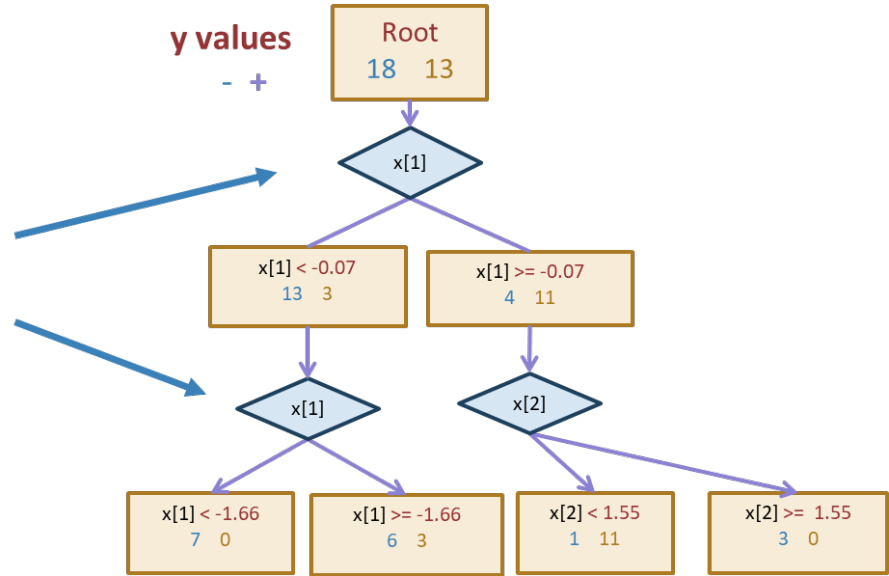 y values
- +
Root
18 13
x[1]
x[1] < -0.07
13 3
x[1] >= -0.07
4 11
x[1]
x[2]
x[1] < -1.66
7 0
x[1] >= -1.66
6 3
x[2] < 1.55
1 11
x[2] >= 1.55
3 0